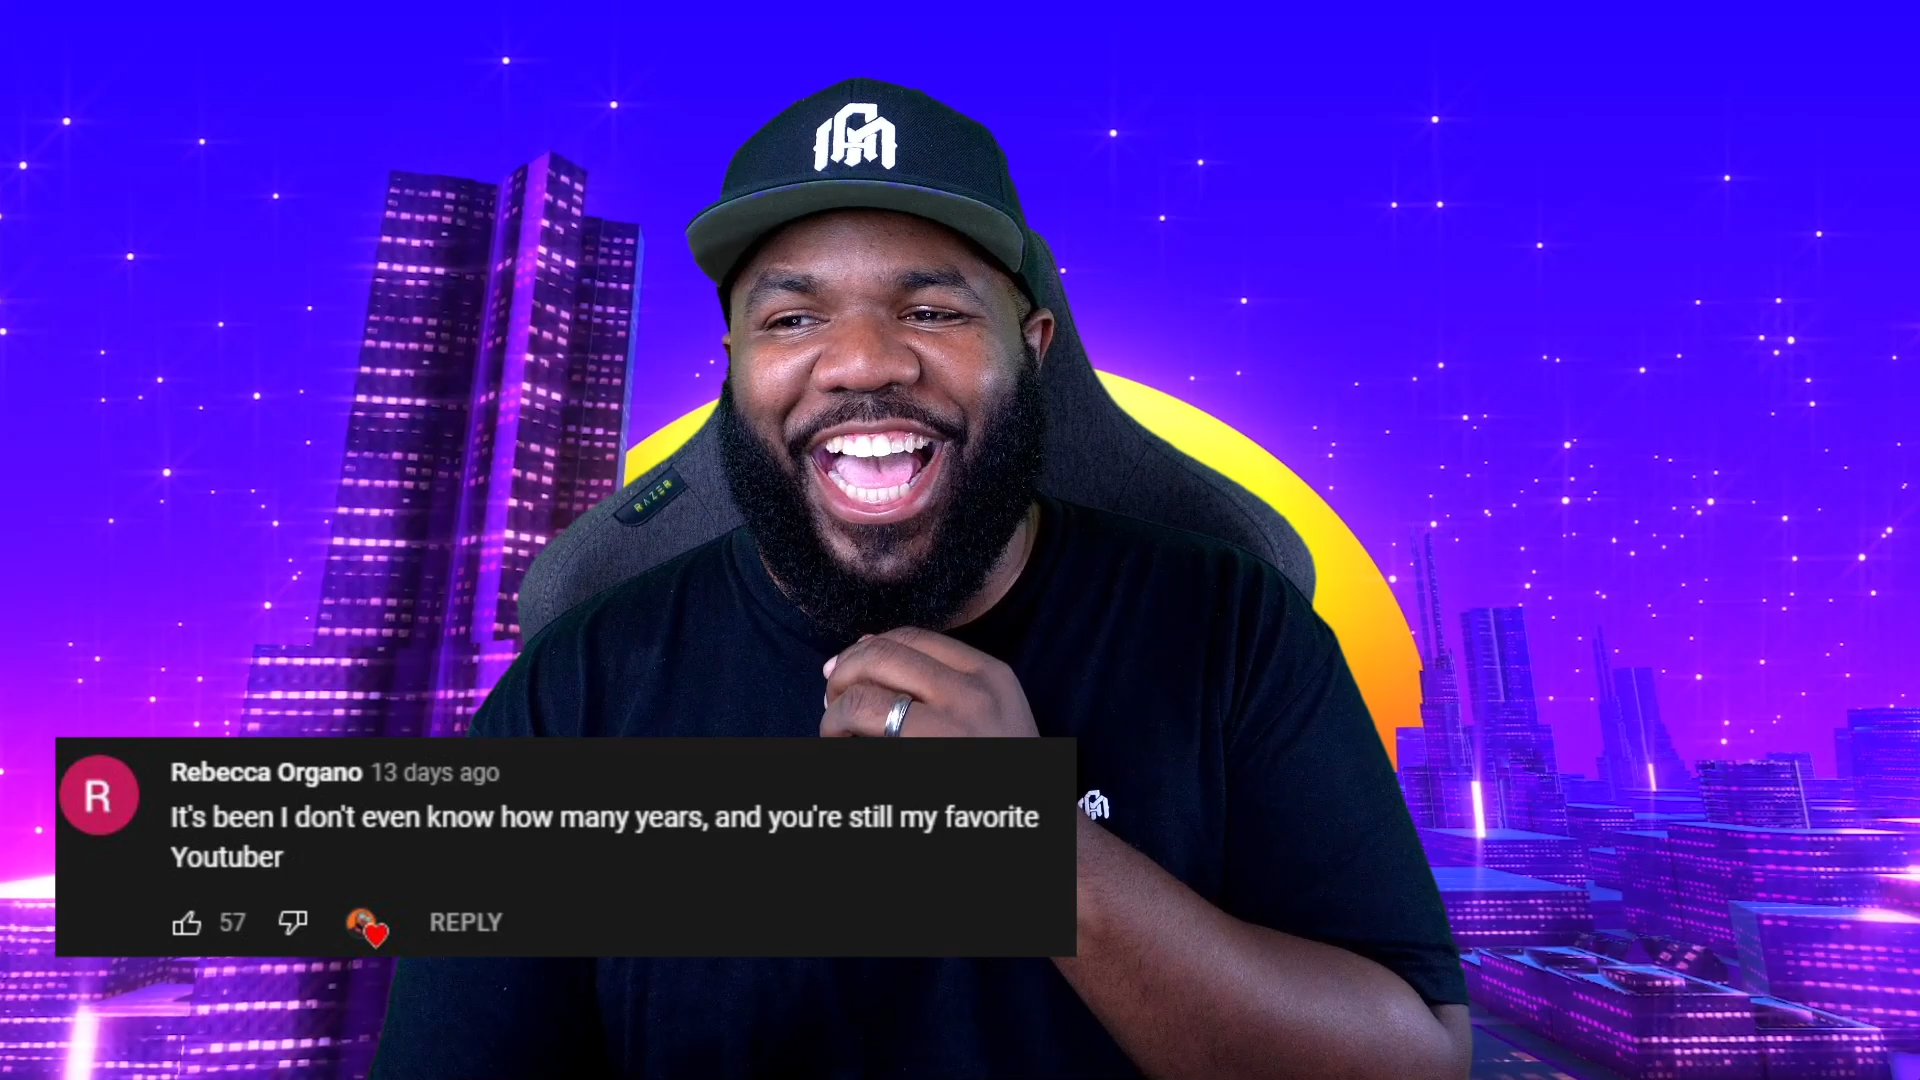 RAZER
Rebecca Organo 13 days ago
It's been I don't even know how many years, and you're still my favorite
Youtuber
57
REPLY
R